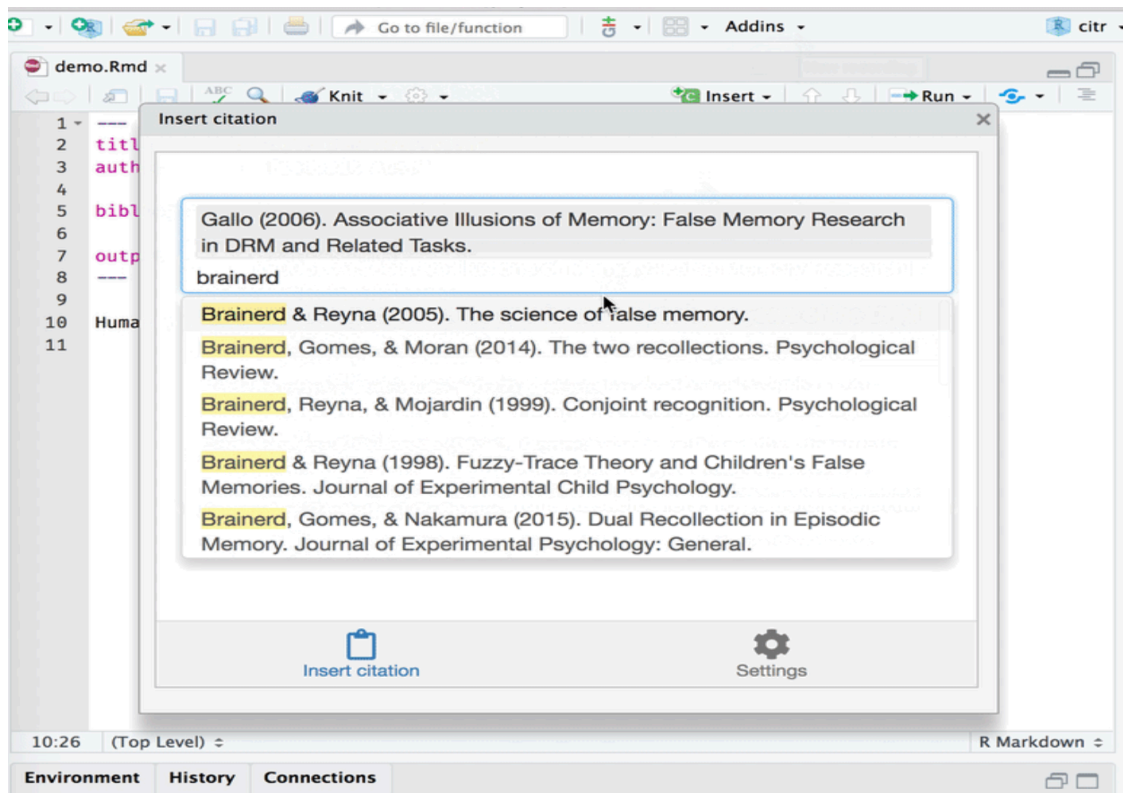 Go to file/function Addins citr
demo.Rmd
ABC Knit Insert Run
Insert citation
1 ---
2 titl
3 auth
4
5 bibl
6
7 outp
8 ---
9
10 Huma
11
Gallo (2006). Associative Illusions of Memory: False Memory Research
in DRM and Related Tasks.
brainerd
Brainerd & Reyna (2005). The science of false memory.
Brainerd, Gomes, & Moran (2014). The two recollections. Psychological
Review.
Brainerd, Reyna, & Mojardin (1999). Conjoint recognition. Psychological
Review.
Brainerd & Reyna (1998). Fuzzy-Trace Theory and Children's False
Memories. Journal of Experimental Child Psychology.
Brainerd, Gomes, & Nakamura (2015). Dual Recollection in Episodic
Memory. Journal of Experimental Psychology: General.
Insert citation Settings
10:26 (Top Level) R Markdown
Environment History Connections